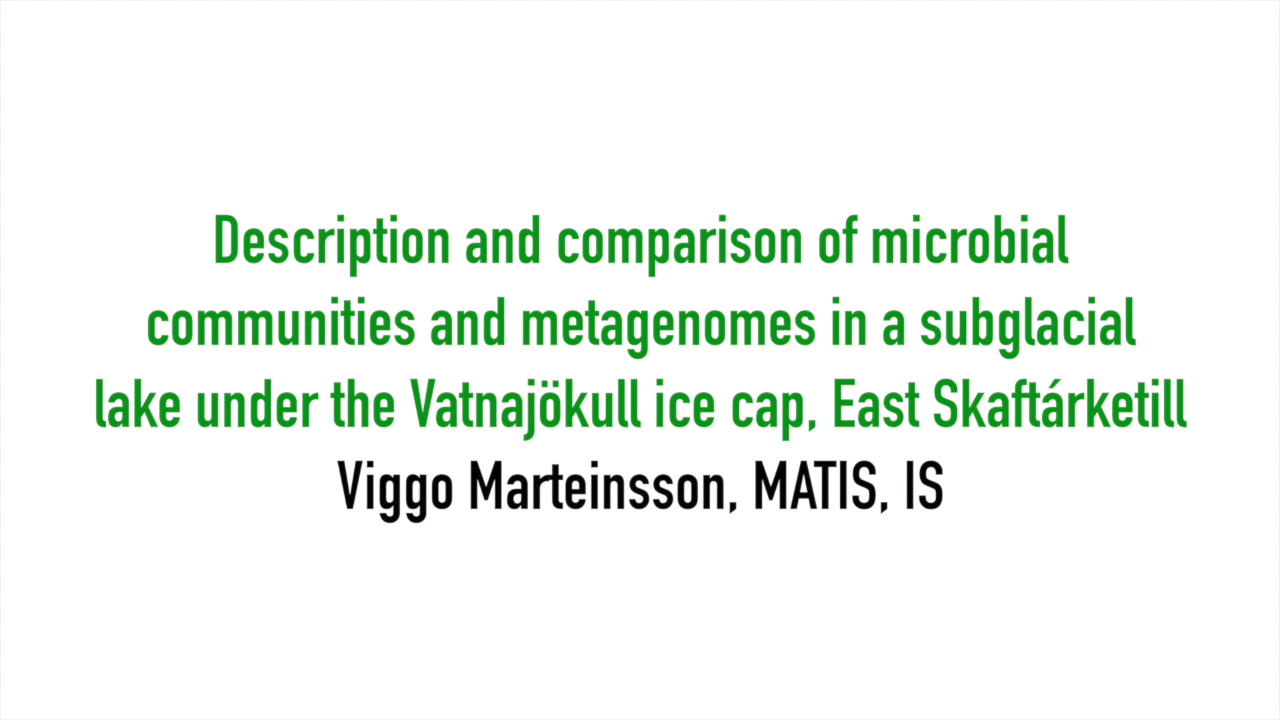 Description and comparison of microbial
communities and metagenomes in a subglacial
lake under the Vatnajökull ice cap, East Skaftárketill
Viggo Marteinsson, MATIS, IS